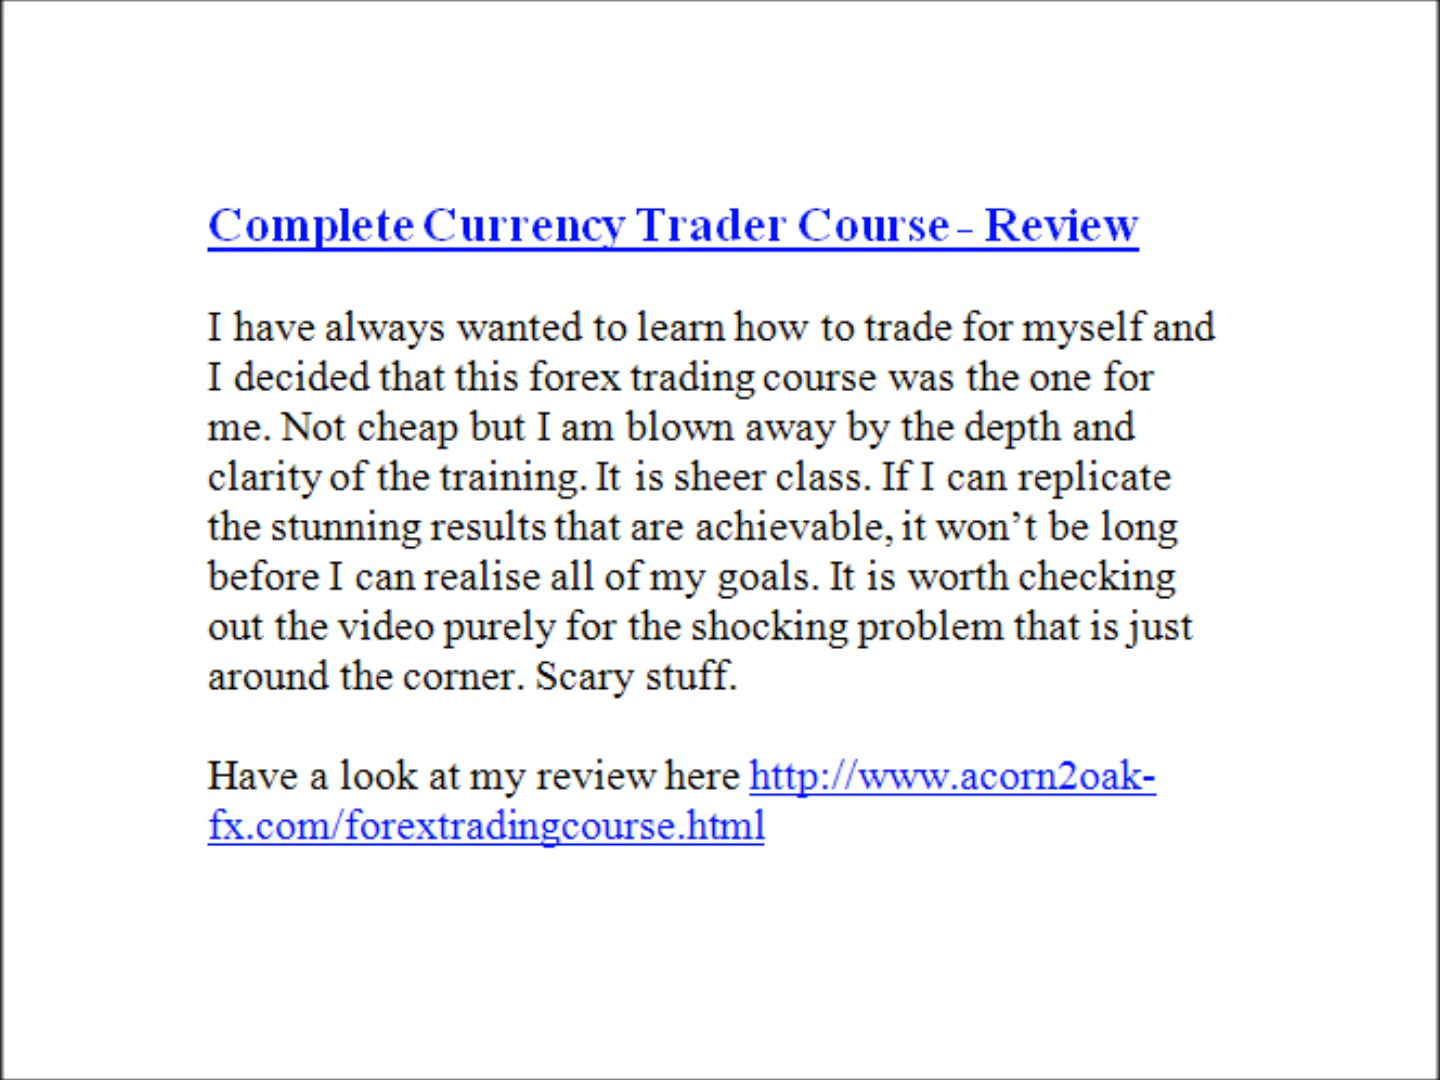 Complete Currency Trader Course - Review
I have always wanted to learn how to trade for myself and
I decided that this forex trading course was the one for
me. Not cheap but I am blown away by the depth and
clarity of the training. It is sheer class. If I can replicate
the stunning results that are achievable, it won’t be long
before I can realise all of my goals. It is worth checking
out the video purely for the shocking problem that is just
around the corner. Scary stuff.
Have a look at my review here http://www.acorn2oak-
fx.com/forextradingcourse.html